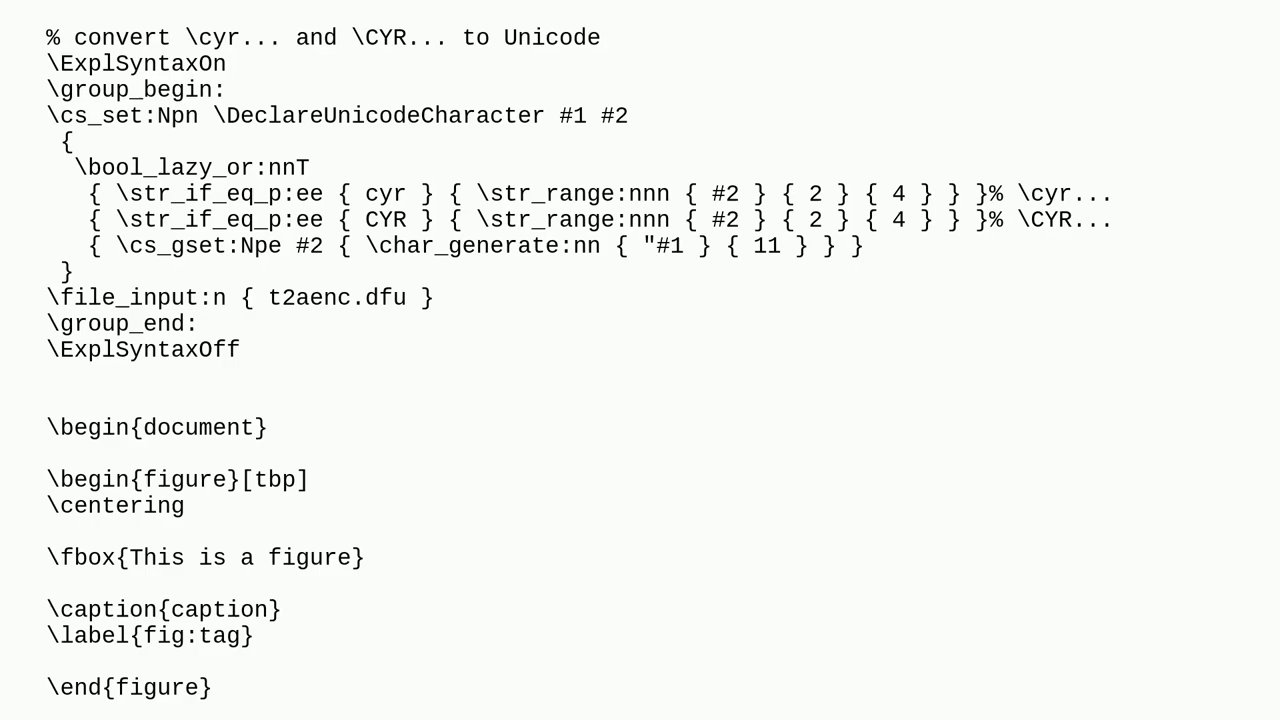 % convert \cyr... and \CYR... to Unicode
\ExplSyntaxOn
\group_begin:
\cs_set:Npn \DeclareUnicodeCharacter #1 #2
 {
  \bool_lazy_or:nnT
   { \str_if_eq_p:ee { cyr } { \str_range:nnn { #2 } { 2 } { 4 } } }% \cyr...
   { \str_if_eq_p:ee { CYR } { \str_range:nnn { #2 } { 2 } { 4 } } }% \CYR...
   { \cs_gset:Npe #2 { \char_generate:nn { "#1 } { 11 } } }
 }
\file_input:n { t2aenc.dfu }
\group_end:
\ExplSyntaxOff
\begin{document}
\begin{figure}[tbp]
\centering
\fbox{This is a figure}
\caption{caption}
\label{fig:tag}
\end{figure}